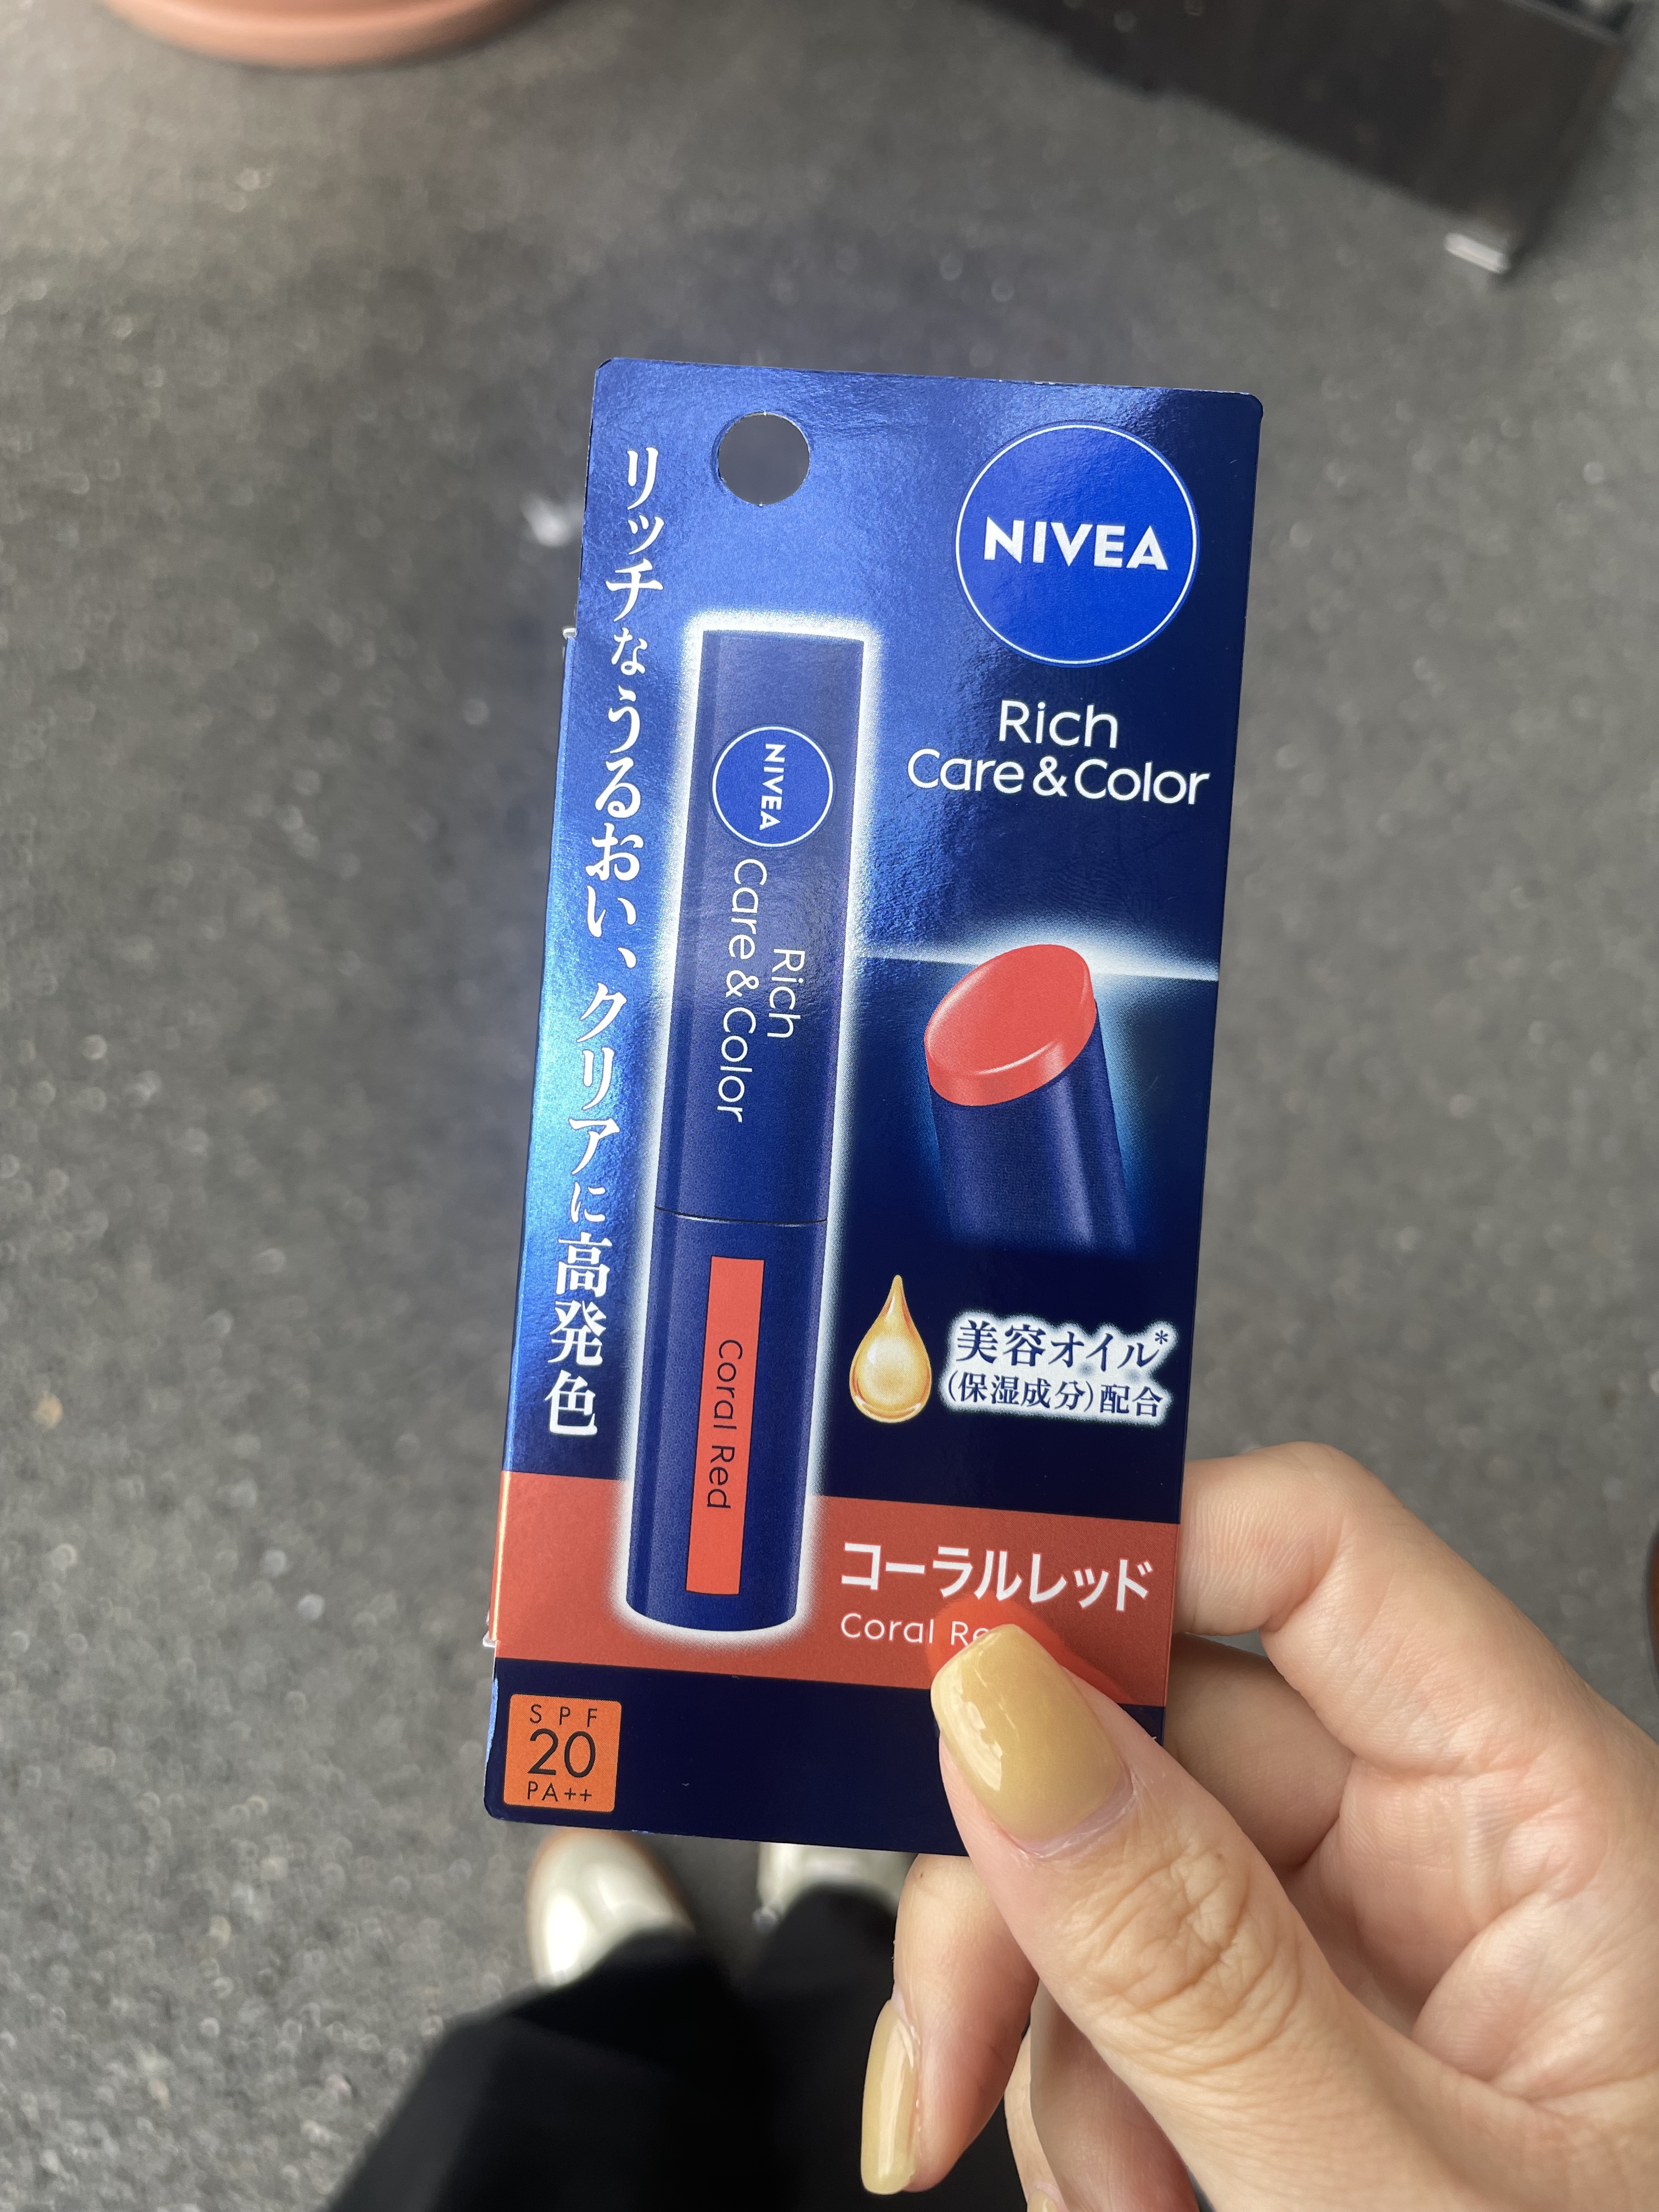 NIVEA
Rich
Care & Color
リッチなうるおい、クリアに高発色
NIVEA
Rich
Care & Color
Coral Red
美容オイル*
(保湿成分)配合
コーラルレッド
Coral
SPF
20
PA++